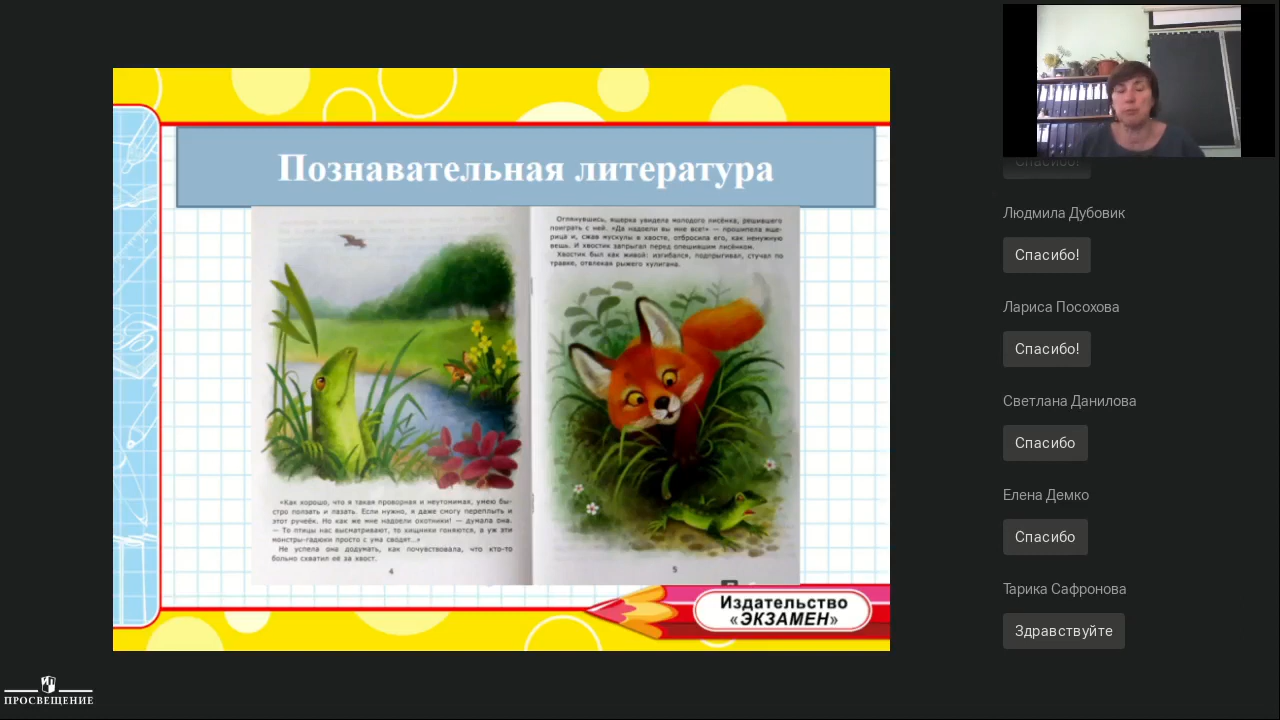 Познавательная литература
«Как хорошо, что я такая проворная и неутомимая, умею бы-
стро ползать и лазать. Если нужно, я даже смогу переплыть и
этот ручеёк. Но как же мне надоели охотники! — думала она.
— То птицы нас высматривают, то хищники гоняются, а уж эти
монстры-гадюки просто с ума сводят...»
Не успела она додумать, как почувствовала, что кто-то
больно схватил её за хвост.
4
Оглянувшись, ящерка увидела молодого лисёнка, решившего
поиграть с ней. «Да надоели вы мне все!» — прошипела яще-
рица и, сжав мускулы в хвосте, отбросила его, как ненужную
вещь. И хвостик запрыгал перед опешившим лисёнком.
Хвостик был как живой: изгибался, подпрыгивал, стучал по
травке, отвлекая рыжего хулигана.
5
Издательство
«ЭКЗАМЕН»
ПРОСВЕЩЕНИЕ
Спасибо!
Людмила Дубовик
Спасибо!
Лариса Посохова
Спасибо!
Светлана Данилова
Спасибо
Елена Демко
Спасибо
Тарика Сафронова
Здравствуйте